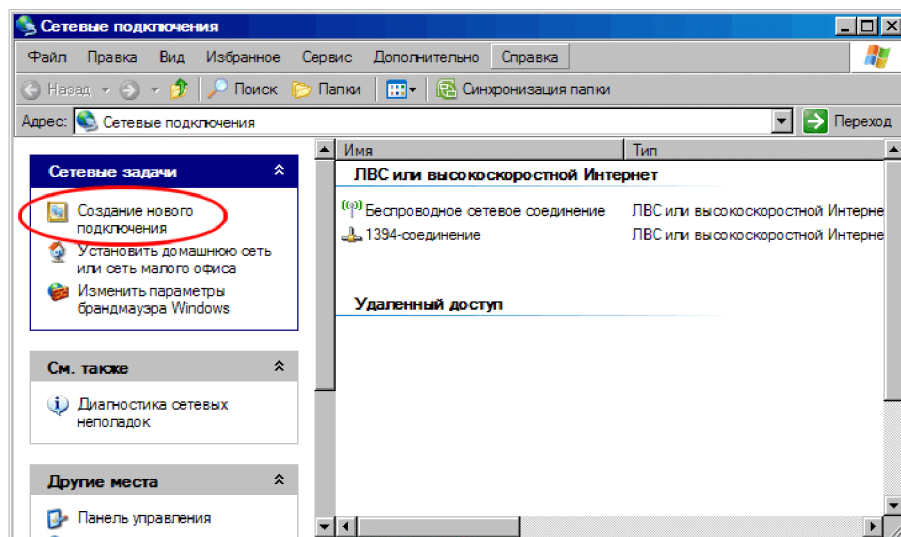 Сетевые подключения
Файл Правка Вид Избранное Сервис Дополнительно Справка
Назад Поиск Папки Синхронизация папки
Адрес: Сетевые подключения Переход
Сетевые задачи
Создание нового
подключения
Установить домашнюю сеть
или сеть малого офиса
Изменить параметры
брандмауэра Windows
См. также
Диагностика сетевых
неполадок
Другие места
Панель управления
Имя Тип
ЛВС или высокоскоростной Интернет
Беспроводное сетевое соединение ЛВС или высокоскоростной Интерне
1394-соединение ЛВС или высокоскоростной Интерне
Удаленный доступ